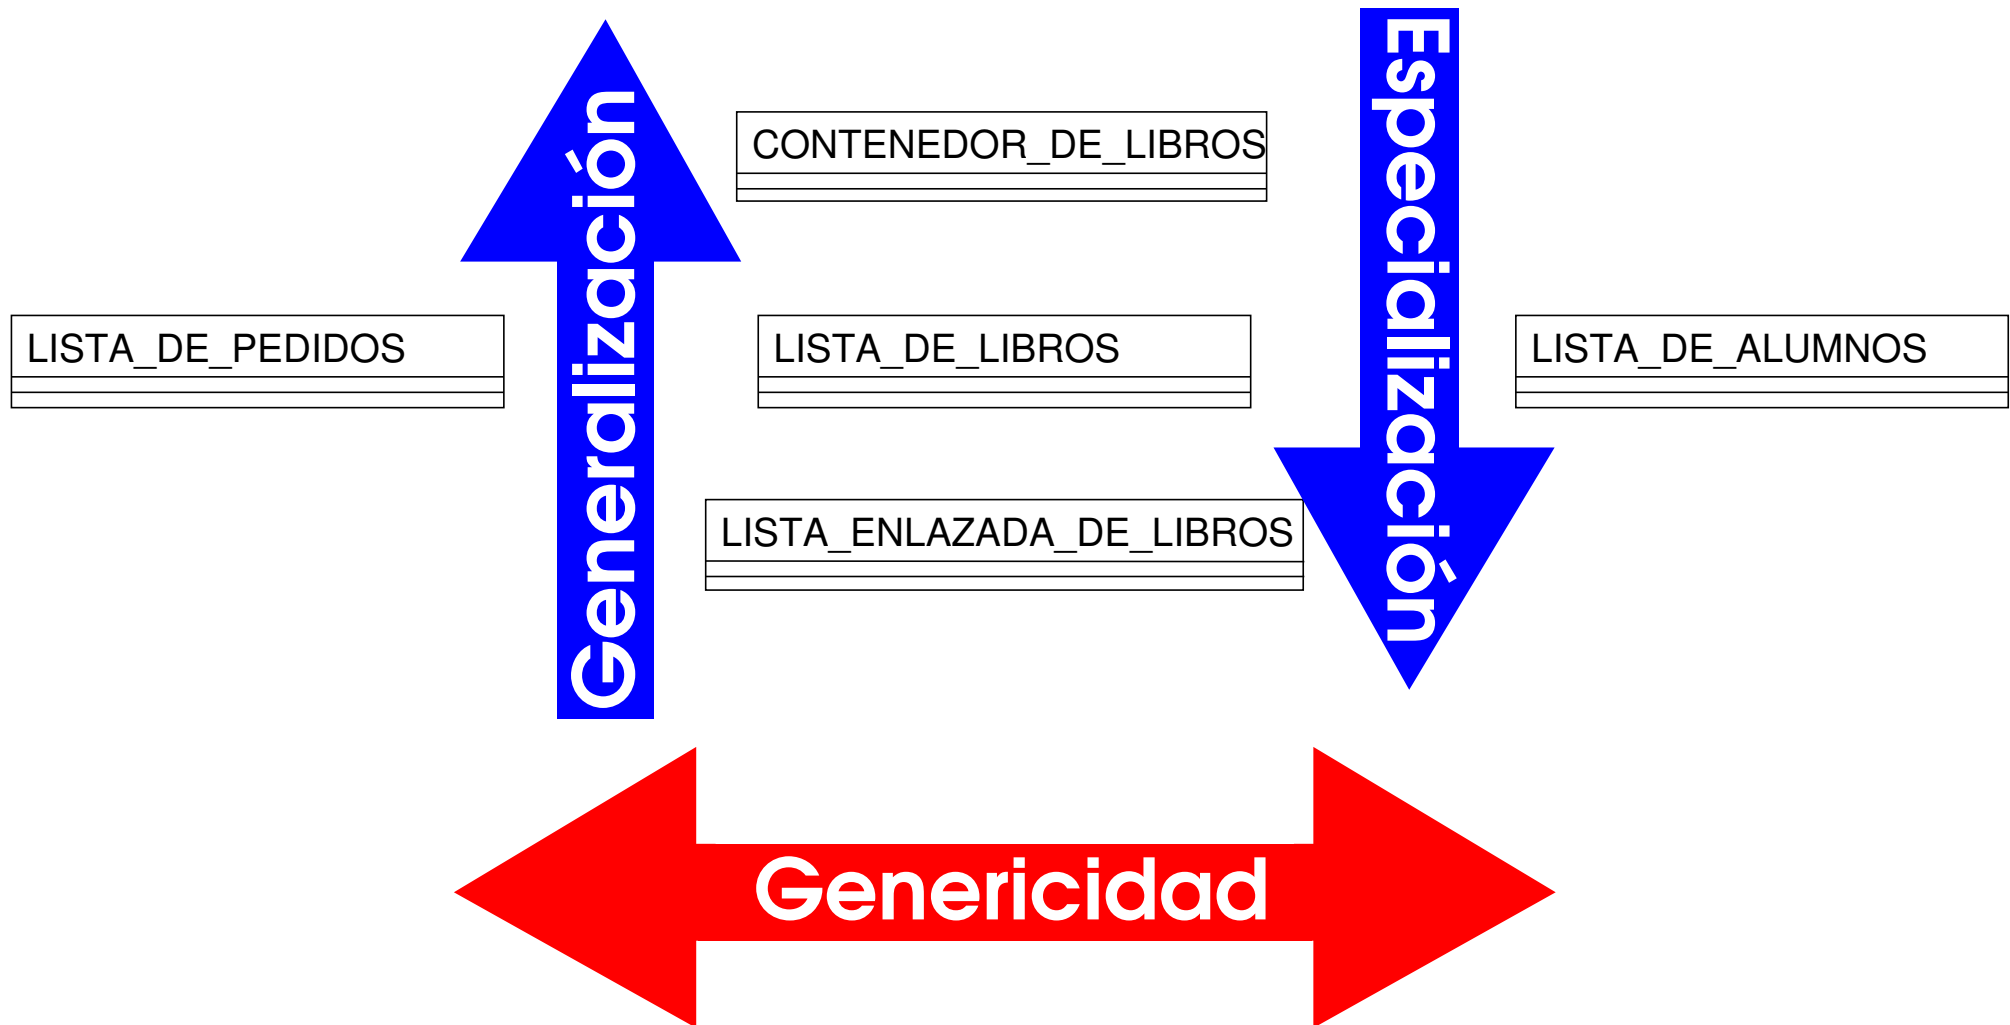 Generalización
Especialización
CONTENEDOR_DE_LIBROS
LISTA_DE_PEDIDOS
LISTA_DE_LIBROS
LISTA_DE_ALUMNOS
LISTA_ENLAZADA_DE_LIBROS
Genericidad